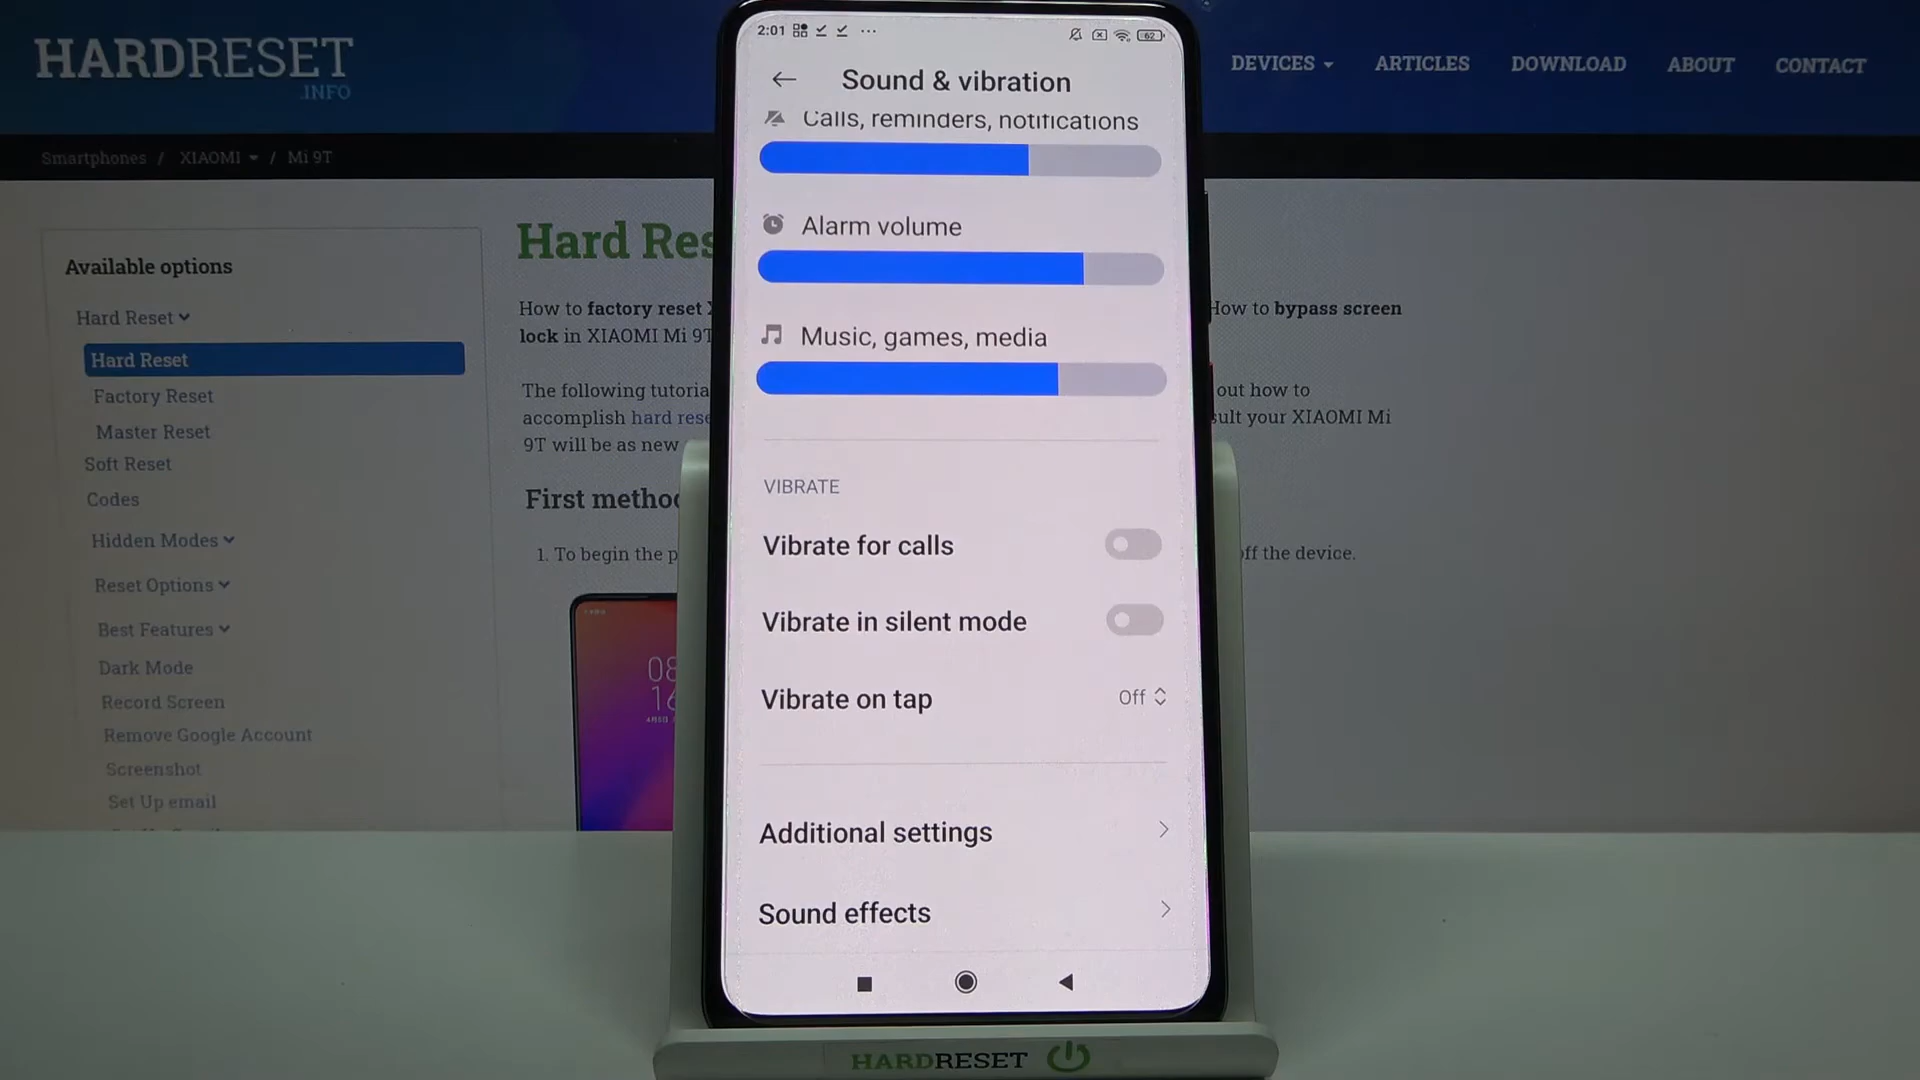 HARDRESET
.INFO
DEVICES
ARTICLES
DOWNLOAD
ABOUT
CONTACT
Smartphones / XIAOMI / Mi 9T
Available options
Hard Reset
Hard Reset
Factory Reset
Master Reset
Soft Reset
Codes
Hidden Modes
Reset Options
Best Features
Dark Mode
Record Screen
Remove Google Account
Screenshot
Set Up email
Hard Res
How to factory reset
How to bypass screen
lock in XIAOMI Mi 9T
The following tutoria
out how to
accomplish hard rese
sult your XIAOMI Mi
9T will be as new
First metho
1. To begin the p
off the device.
08
16
2:01
62
Sound & vibration
Calls, reminders, notifications
Alarm volume
Music, games, media
VIBRATE
Vibrate for calls
Vibrate in silent mode
Vibrate on tap
Off
Additional settings
Sound effects
HARDRESET